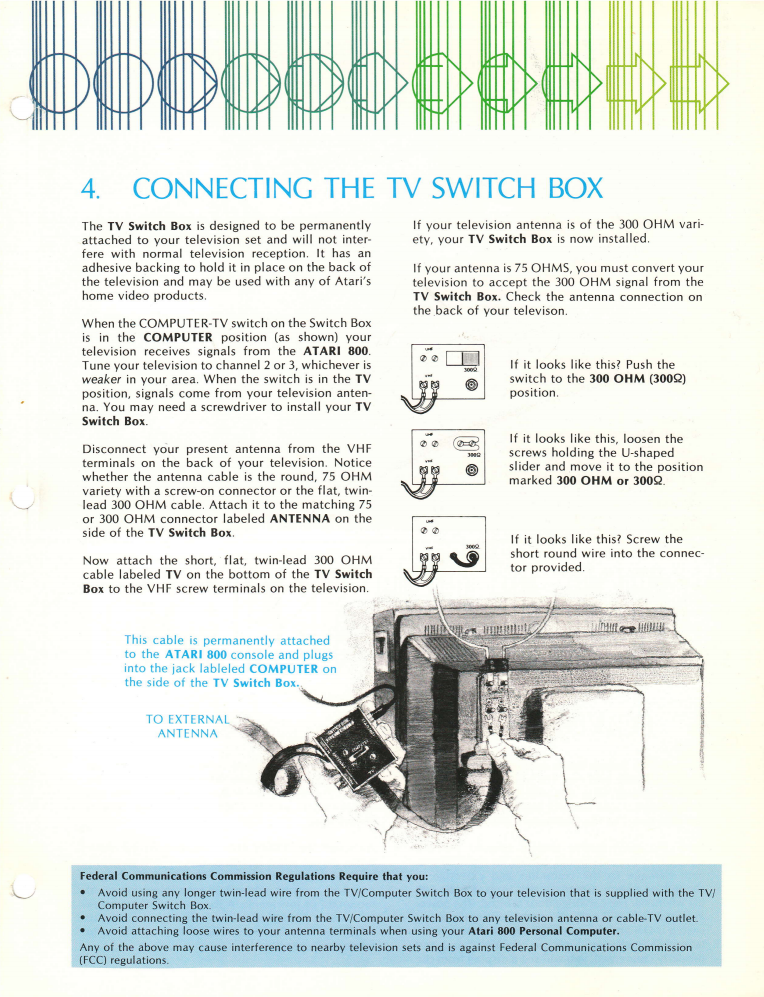 4. CONNECTING THE TV SWITCH BOX
The TV Switch Box is designed to be permanently
attached to your television set and will not inter-
fere with normal television reception. It has an
adhesive backing to hold it in place on the back of
the television and may be used with any of Atari's
home video products.
When the COMPUTER-TV switch on the Switch Box
is in the COMPUTER position (as shown) your
television receives signals from the ATARI 800.
Tune your television to channel 2 or 3, whichever is
weaker in your area. When the switch is in the TV
position, signals come from your television anten-
na. You may need a screwdriver to install your TV
Switch Box.
Disconnect your present antenna from the VHF
terminals on the back of your television. Notice
whether the antenna cable is the round, 75 OHM
variety with a screw-on connector or the flat, twin-
lead 300 OHM cable. Attach it to the matching 75
or 300 OHM connector labeled ANTENNA on the
side of the TV Switch Box.
Now attach the short, flat, twin-lead 300 OHM
cable labeled TV on the bottom of the TV Switch
Box to the VHF screw terminals on the television.
If your television antenna is of the 300 OHM vari-
ety, your TV Switch Box is now installed.
If your antenna is 75 OHMS, you must convert your
television to accept the 300 OHM signal from the
TV Switch Box. Check the antenna connection on
the back of your televison.
UHF
300Ω
VHF
If it looks like this? Push the
switch to the 300 OHM (300Ω)
position.
UHF
300Ω
VHF
If it looks like this, loosen the
screws holding the U-shaped
slider and move it to the position
marked 300 OHM or 300Ω.
UHF
VHF 300Ω
If it looks like this? Screw the
short round wire into the connec-
tor provided.
This cable is permanently attached
to the ATARI 800 console and plugs
into the jack lableled COMPUTER on
the side of the TV Switch Box.
TO EXTERNAL
ANTENNA
Federal Communications Commission Regulations Require that you:
• Avoid using any longer twin-lead wire from the TV/Computer Switch Box to your television that is supplied with the TV/
Computer Switch Box.
• Avoid connecting the twin-lead wire from the TV/Computer Switch Box to any television antenna or cable-TV outlet.
• Avoid attaching loose wires to your antenna terminals when using your Atari 800 Personal Computer.
Any of the above may cause interference to nearby television sets and is against Federal Communications Commission
(FCC) regulations.